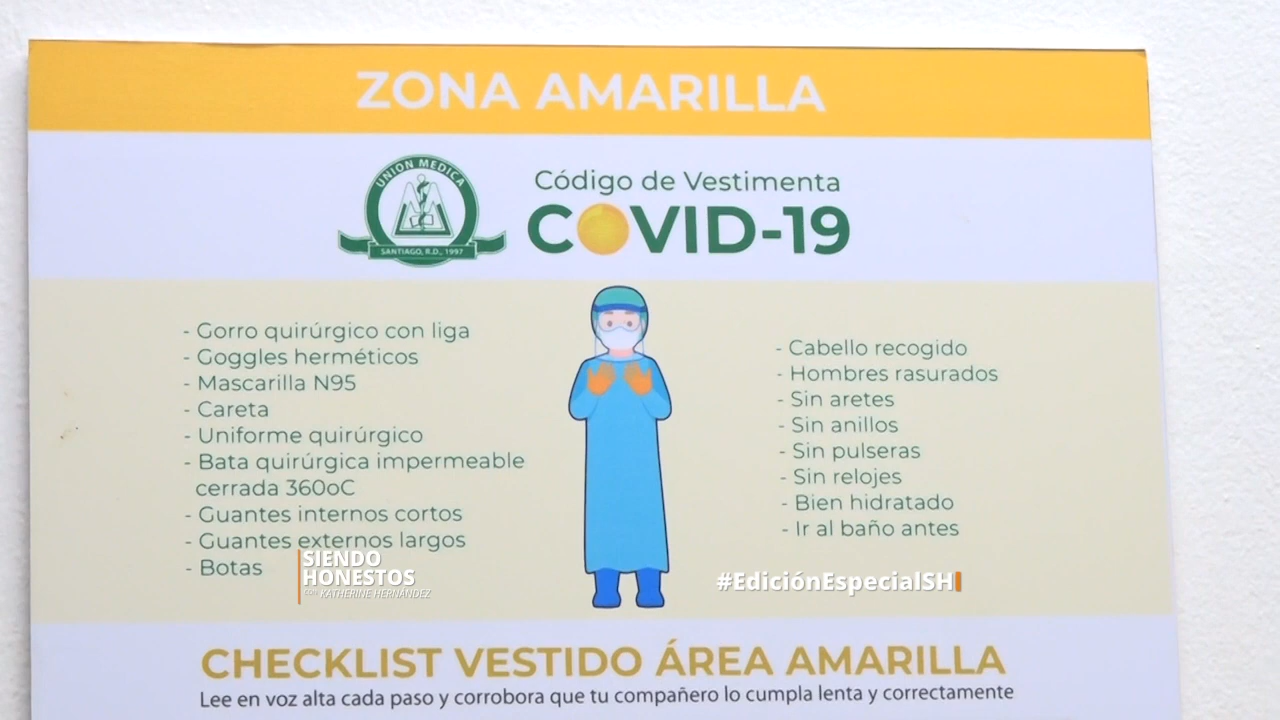 ZONA AMARILLA
UNION MEDICA
SANTIAGO, R.D., 1997
Código de Vestimenta
COVID-19
- Gorro quirúrgico con liga
- Goggles herméticos
- Mascarilla N95
- Careta
- Uniforme quirúrgico
- Bata quirúrgica impermeable
cerrada 360oC
- Guantes internos cortos
- Guantes externos largos
- Botas
- Cabello recogido
- Hombres rasurados
- Sin aretes
- Sin anillos
- Sin pulseras
- Sin relojes
- Bien hidratado
- Ir al baño antes
SIENDO
HONESTOS
CON KATHERINE HERNÁNDEZ
#EdiciónEspecialSH
CHECKLIST VESTIDO ÁREA AMARILLA
Lee en voz alta cada paso y corrobora que tu compañero lo cumpla lenta y correctamente